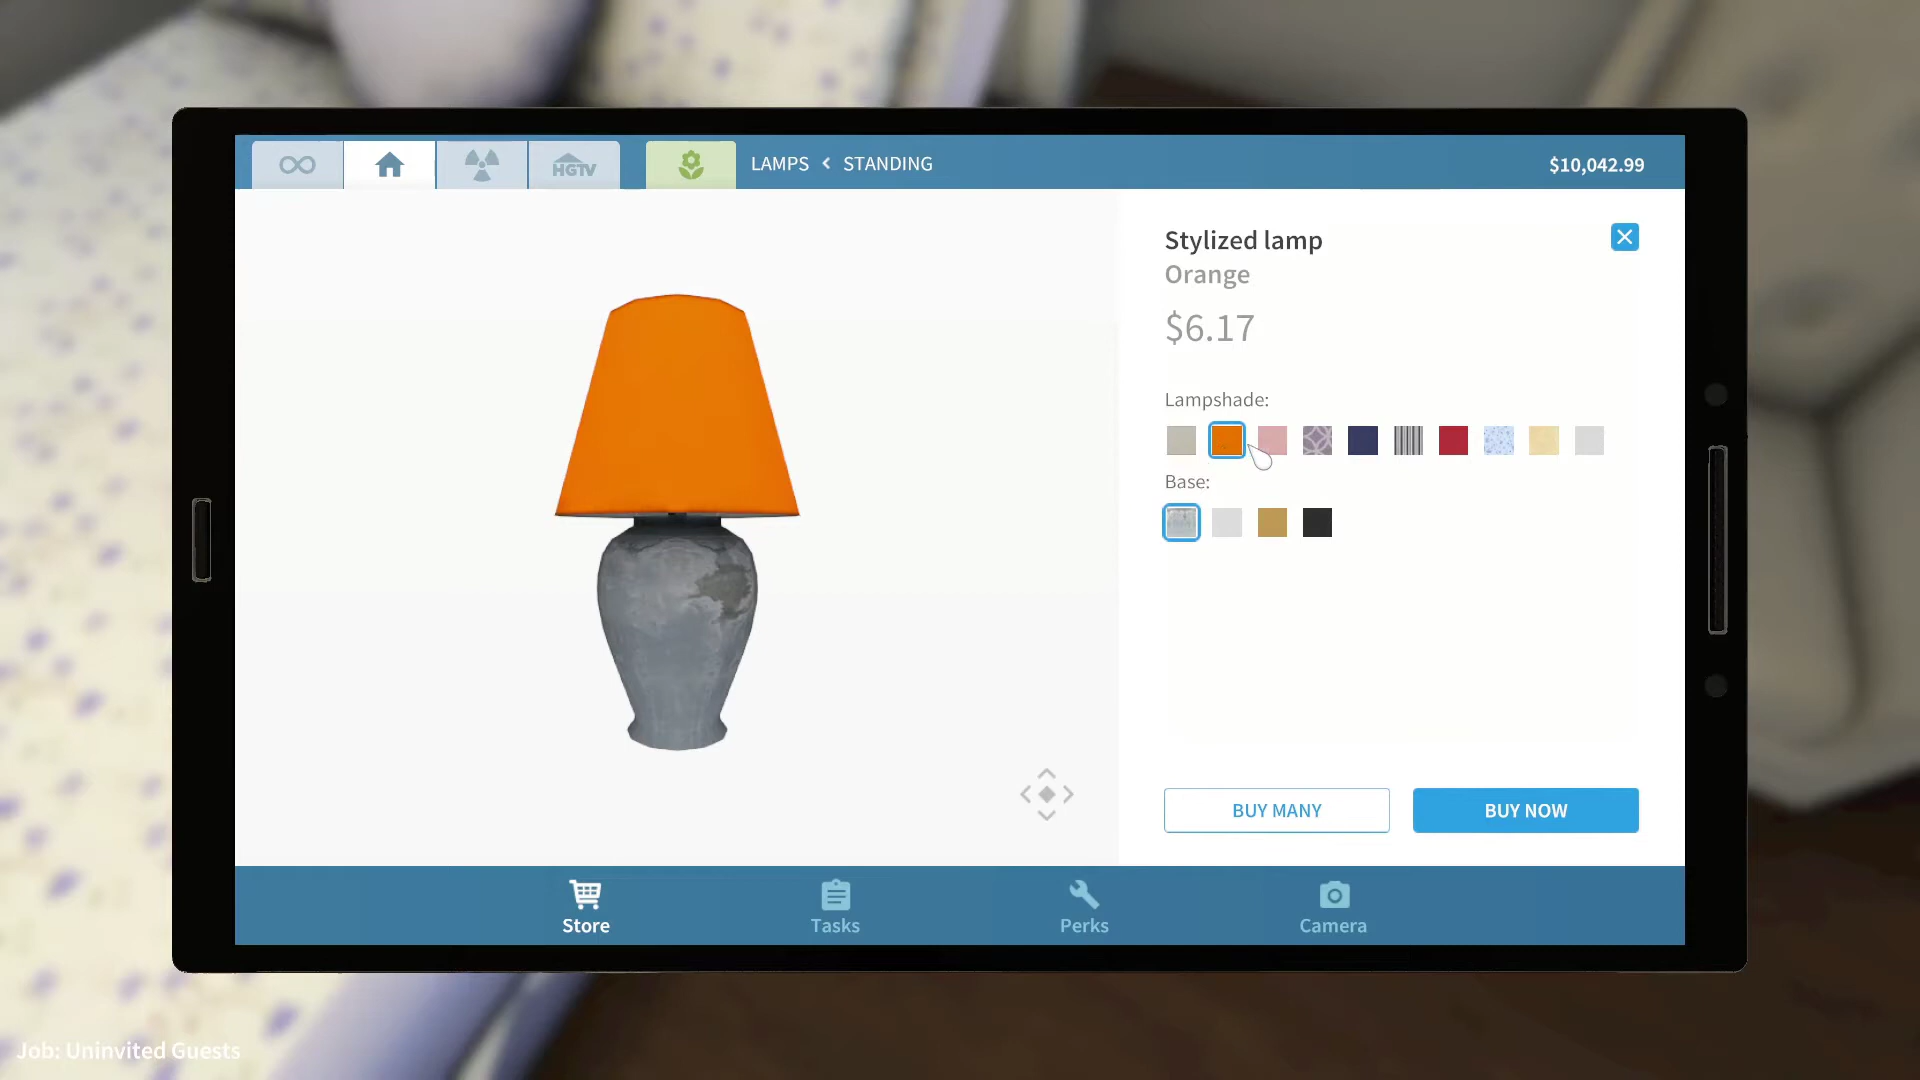 HGTV
LAMPS < STANDING
$10,042.99
Stylized lamp
Orange
$6.17
Lampshade:
Base:
BUY MANY
BUY NOW
Store
Tasks
Perks
Camera
Job: Uninvited Guests